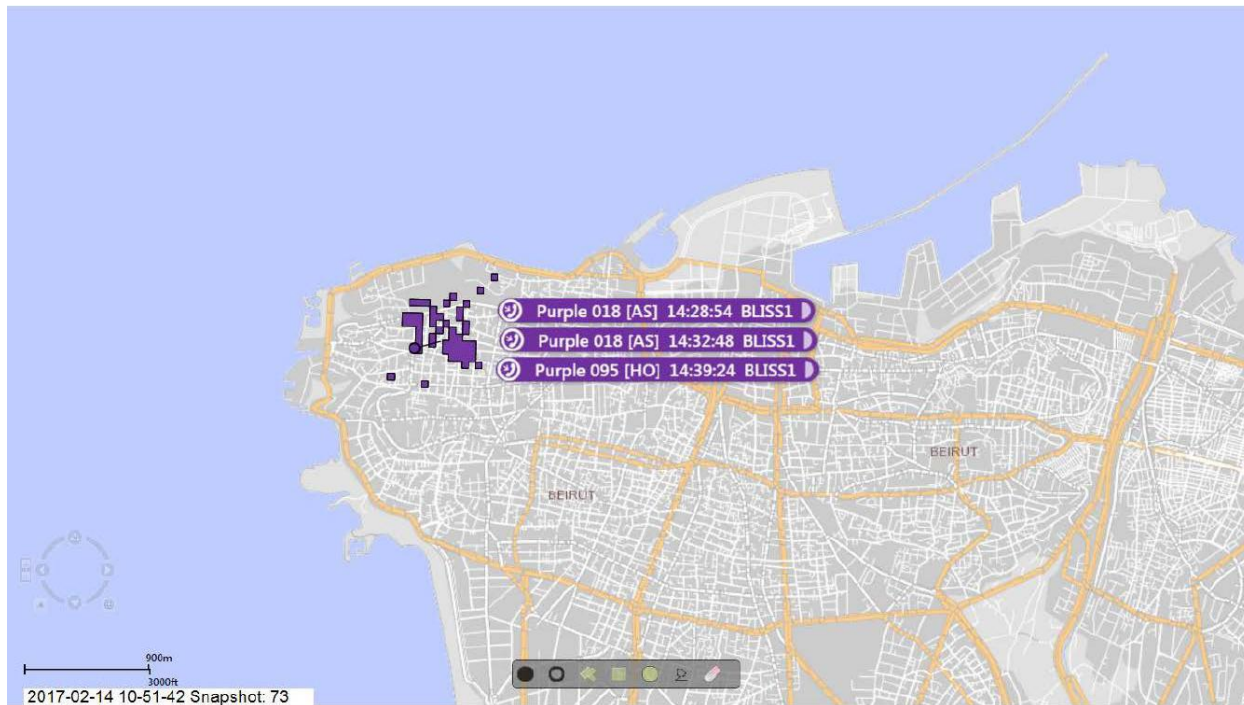 Purple 018 [AS] 14:28:54 BLISS1
Purple 018 [AS] 14:32:48 BLISS1
Purple 095 [HO] 14:39:24 BLISS1
BEIRUT
BEIRUT
900m
3000ft
2017-02-14 10-51-42 Snapshot: 73